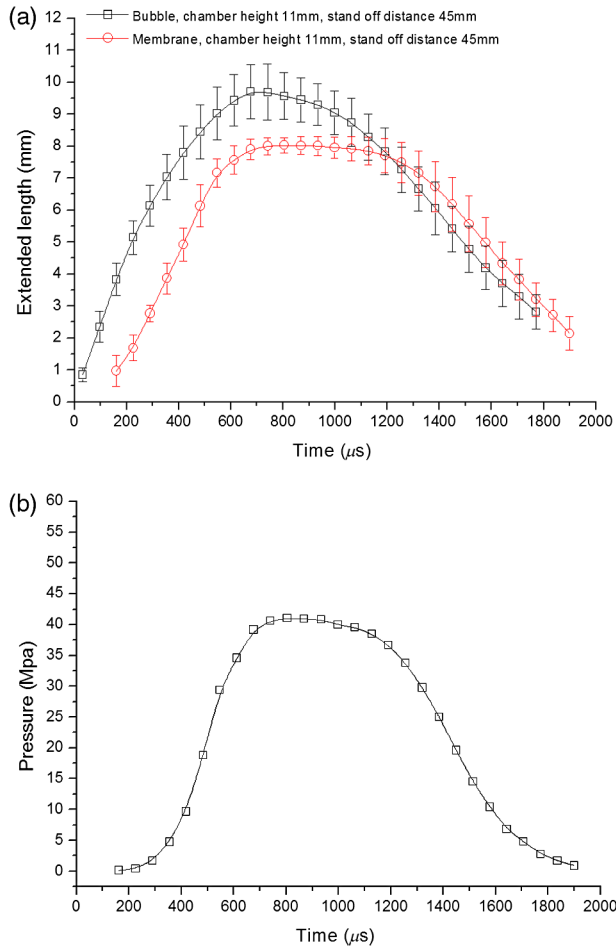 (a)
Bubble, chamber height 11mm, stand off distance 45mm
Membrane, chamber height 11mm, stand off distance 45mm
12
11
10
9
8
7
6
5
4
3
2
1
0
Extended length (mm)
0 200 400 600 800 1000 1200 1400 1600 1800 2000
Time (μs)
(b)
60
55
50
45
40
35
30
25
20
15
10
5
0
Pressure (Mpa)
0 200 400 600 800 1000 1200 1400 1600 1800 2000
Time (μs)